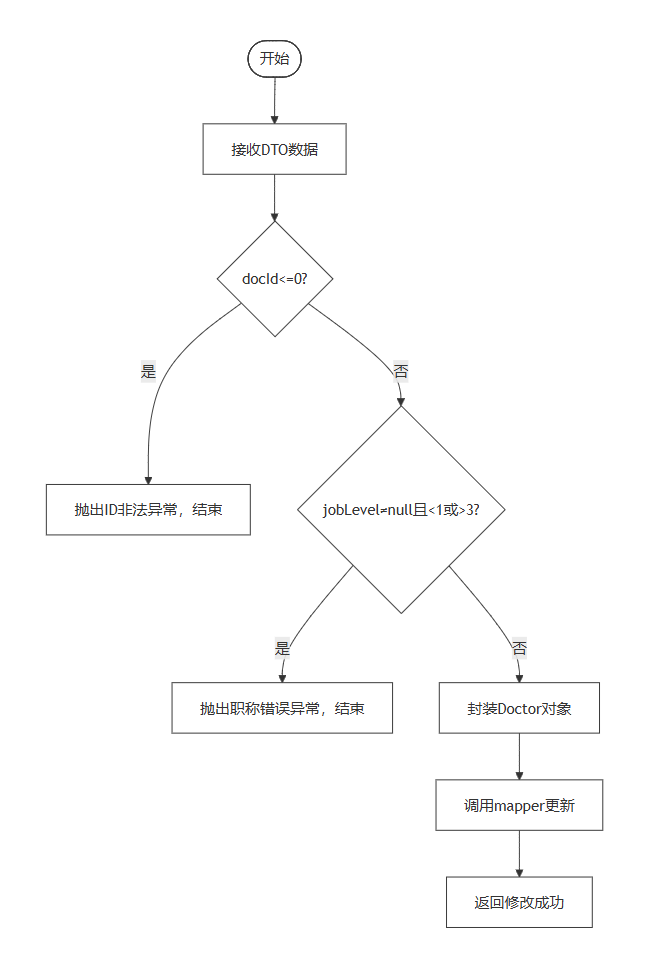 开始
接收DTO数据
docId<=0?
是
否
抛出ID非法异常，结束
jobLevel≠null且<1或>3?
是
否
抛出职称错误异常，结束
封装Doctor对象
调用mapper更新
返回修改成功